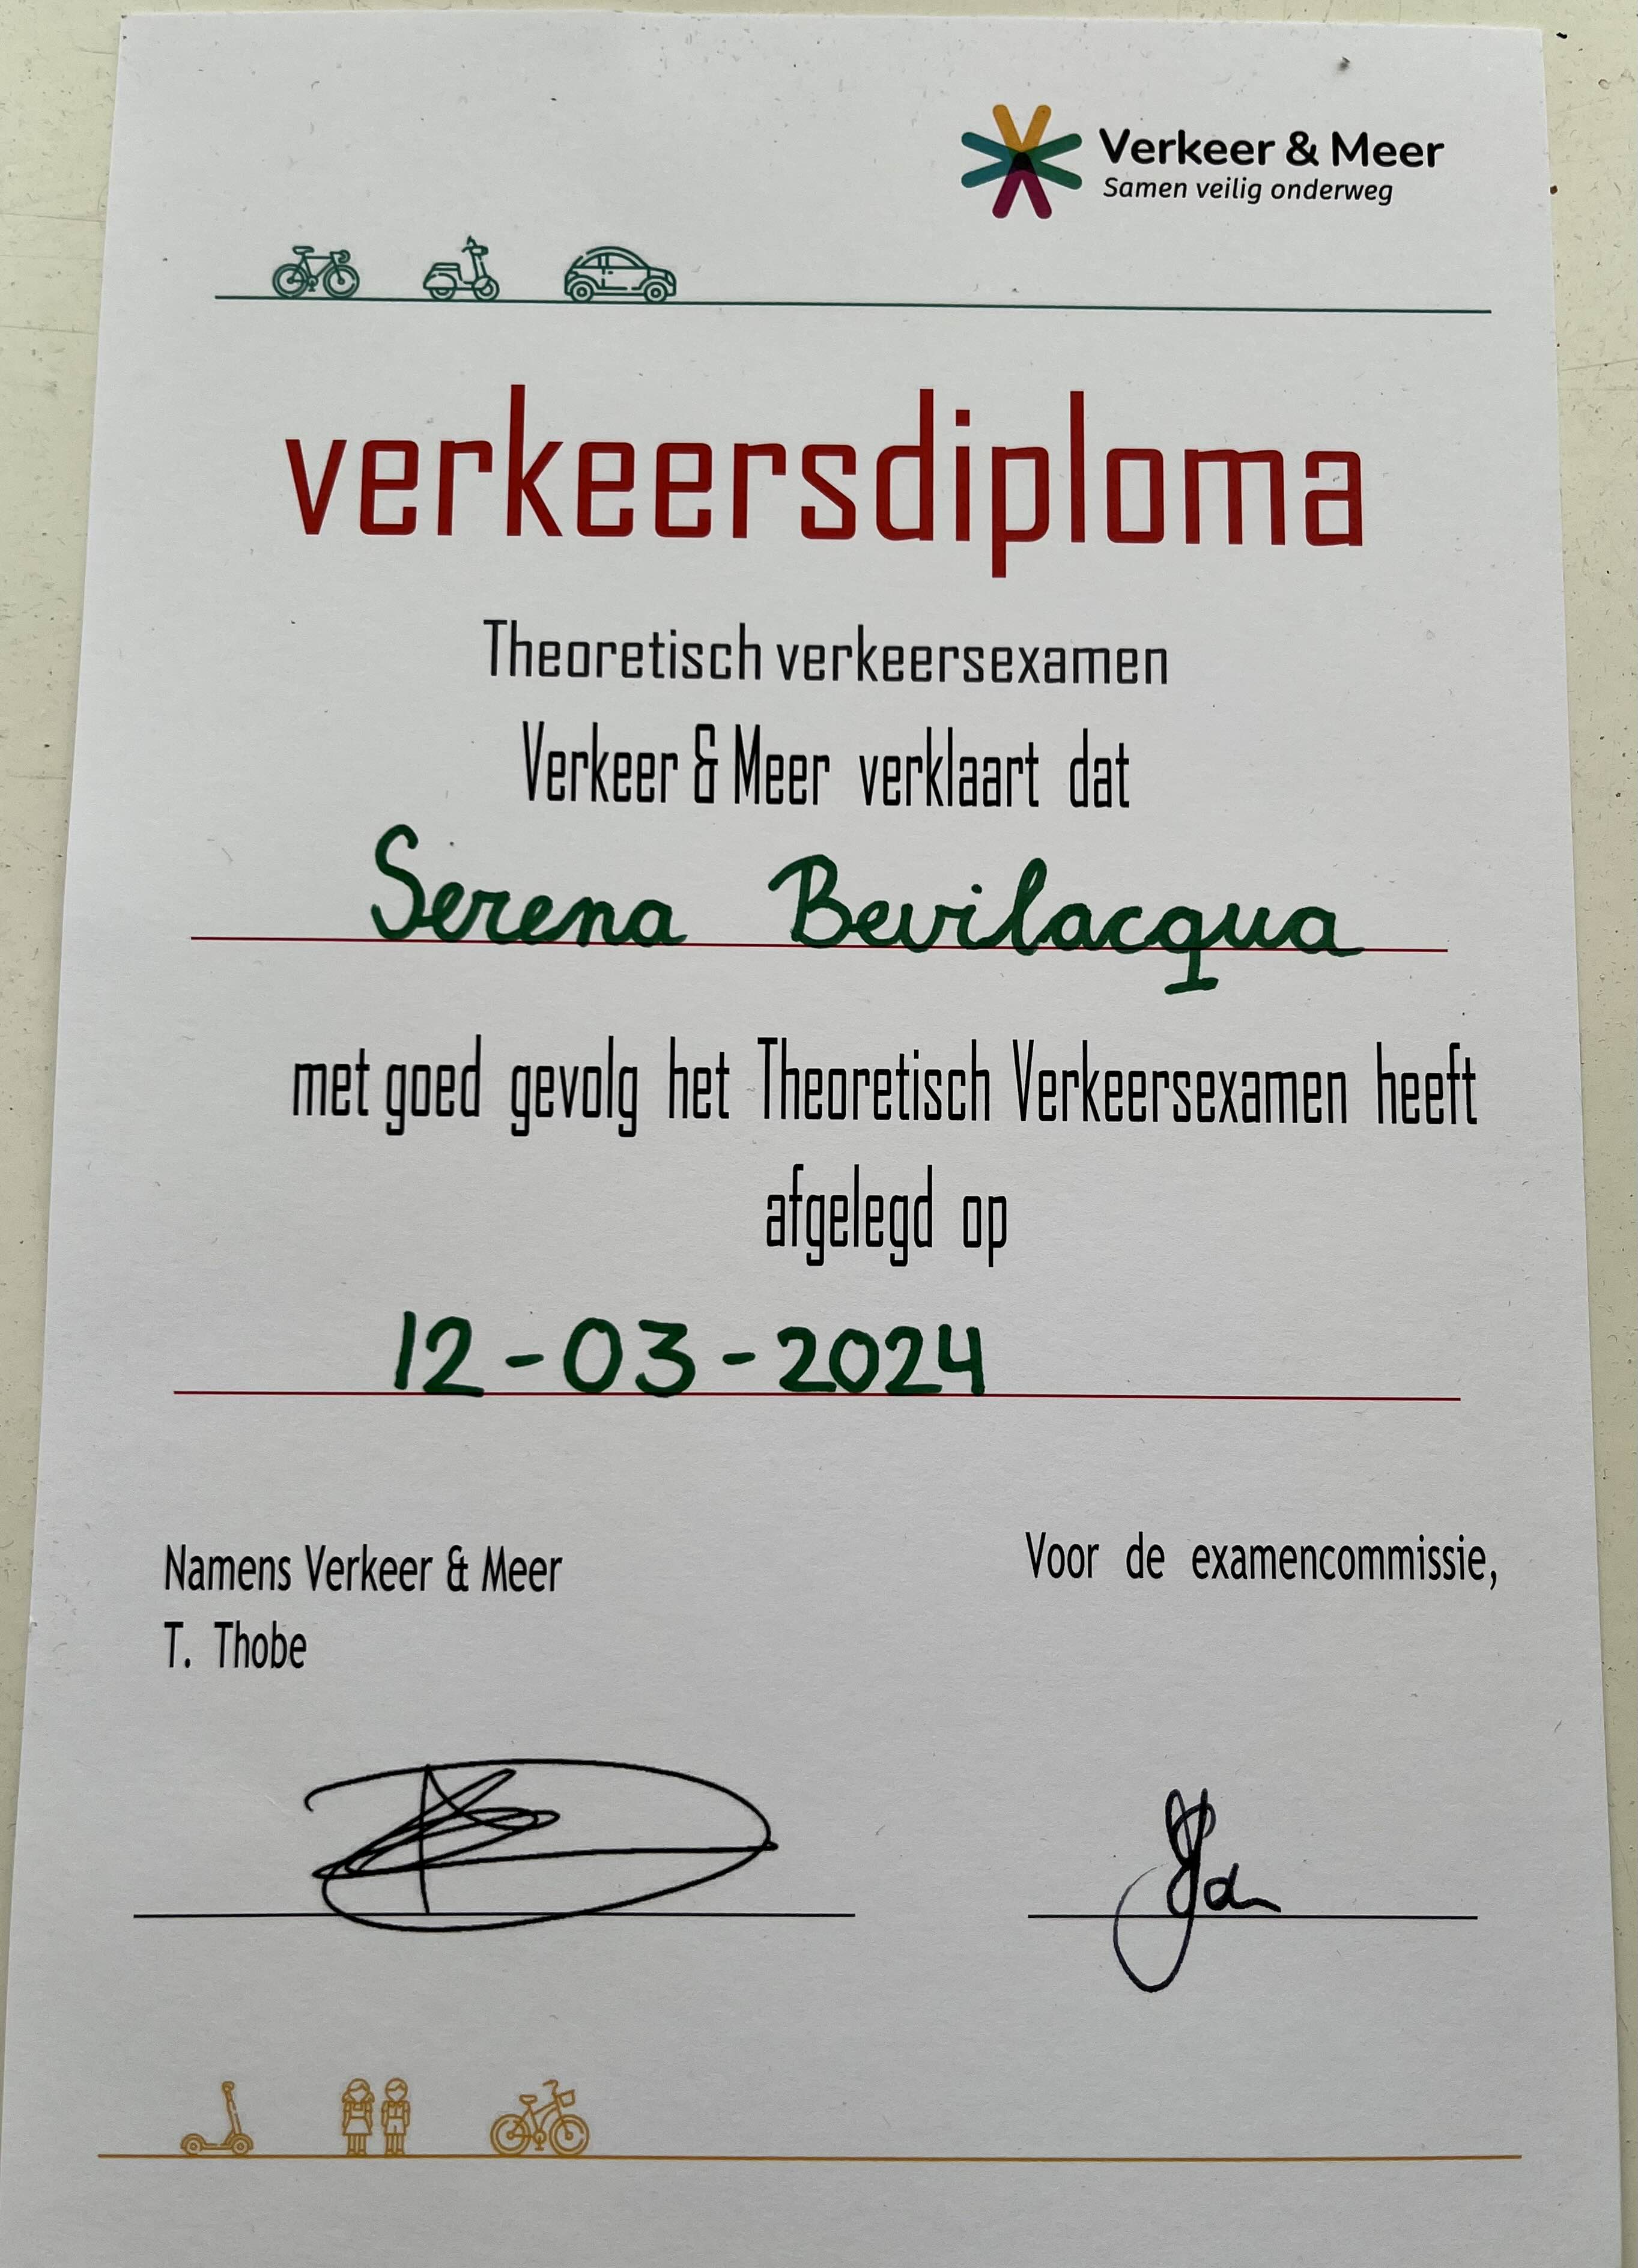 Verkeer & Meer
Samen veilig onderweg
verkeersdiploma
Theoretisch verkeersexamen
Verkeer & Meer verklaart dat
Serena Bevilacqua
met goed gevolg het Theoretisch Verkeersexamen heeft
afgelegd op
12-03-2024
Namens Verkeer & Meer
T. Thobe
Voor de examencommissie,